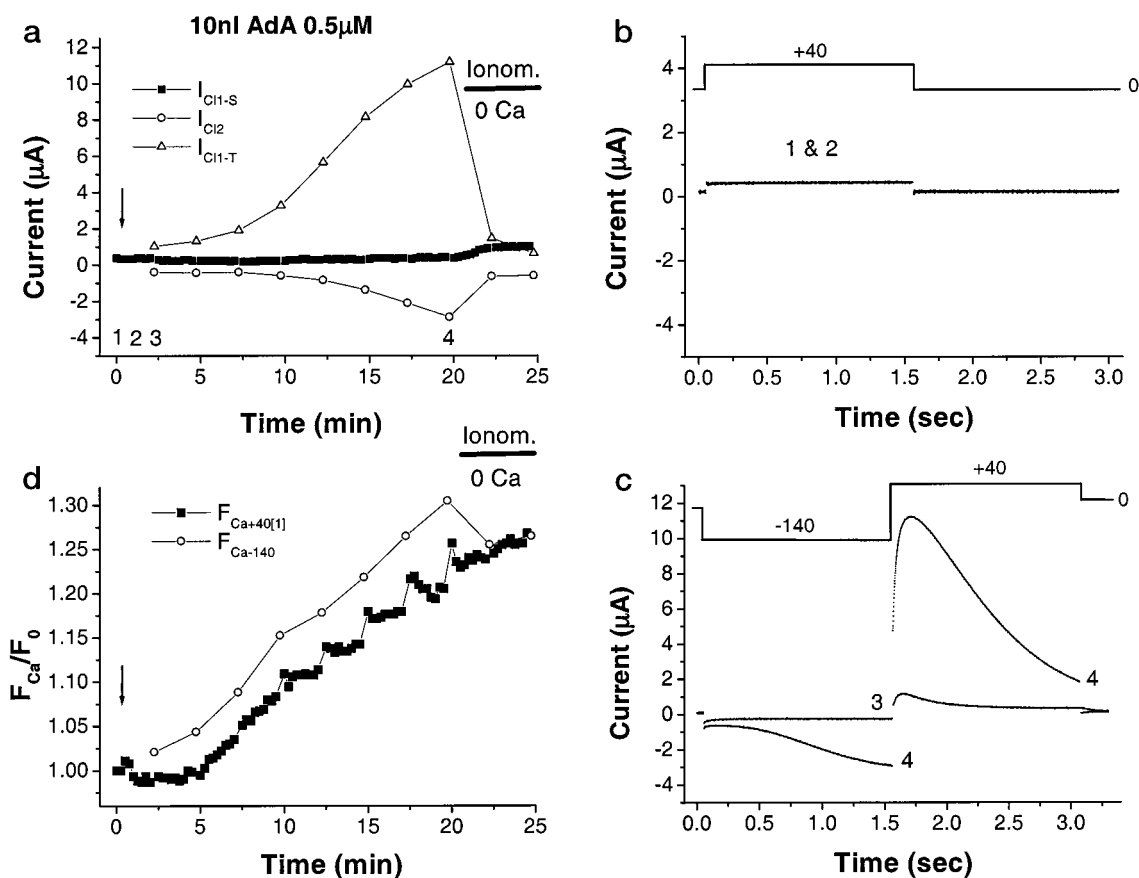 a
10nl AdA 0.5µM
Ionom.
0 Ca
I_Cl1-S
I_Cl2
I_Cl1-T
Current (µA)
12
10
8
6
4
2
0
-2
-4
1 2 3
4
0 5 10 15 20 25
Time (min)
b
+40
0
1 & 2
Current (µA)
4
2
0
-2
-4
0.0 0.5 1.0 1.5 2.0 2.5 3.0
Time (sec)
d
Ionom.
0 Ca
F_Ca+40[1]
F_Ca-140
F_Ca/F_0
1.30
1.25
1.20
1.15
1.10
1.05
1.00
0 5 10 15 20 25
Time (min)
c
+40
0
-140
3
4
4
Current (µA)
12
10
8
6
4
2
0
-2
-4
0.0 0.5 1.0 1.5 2.0 2.5 3.0
Time (sec)